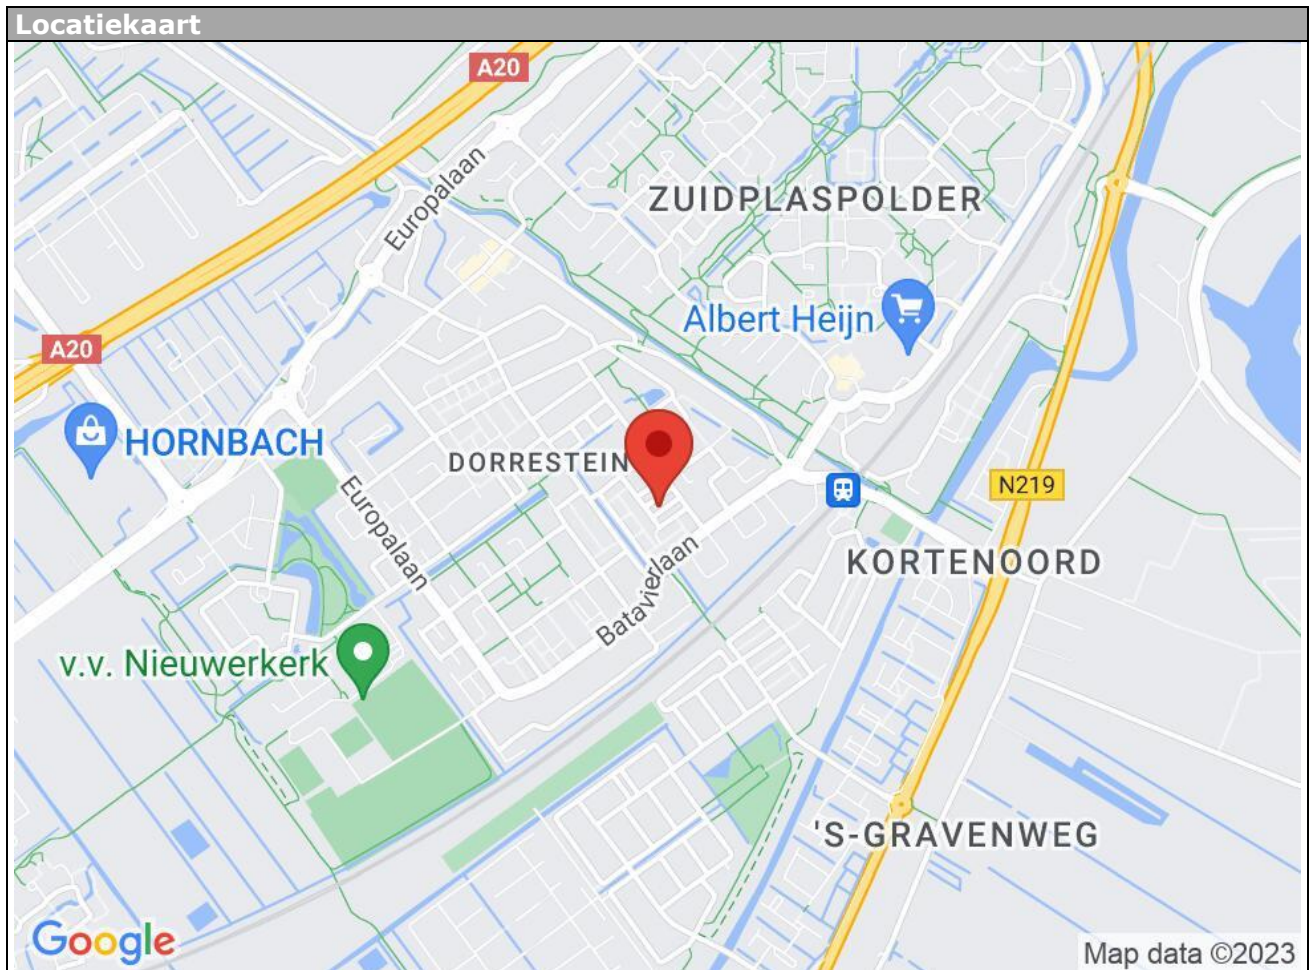 Locatiekaart
A20
Europalaan
ZUIDPLASPOLDER
Albert Heijn
A20
HORNBACH
DORRESTEIN
N219
Europalaan
KORTENOORD
Batavierlaan
v.v. Nieuwerkerk
'S-GRAVENWEG
Google
Map data ©2023